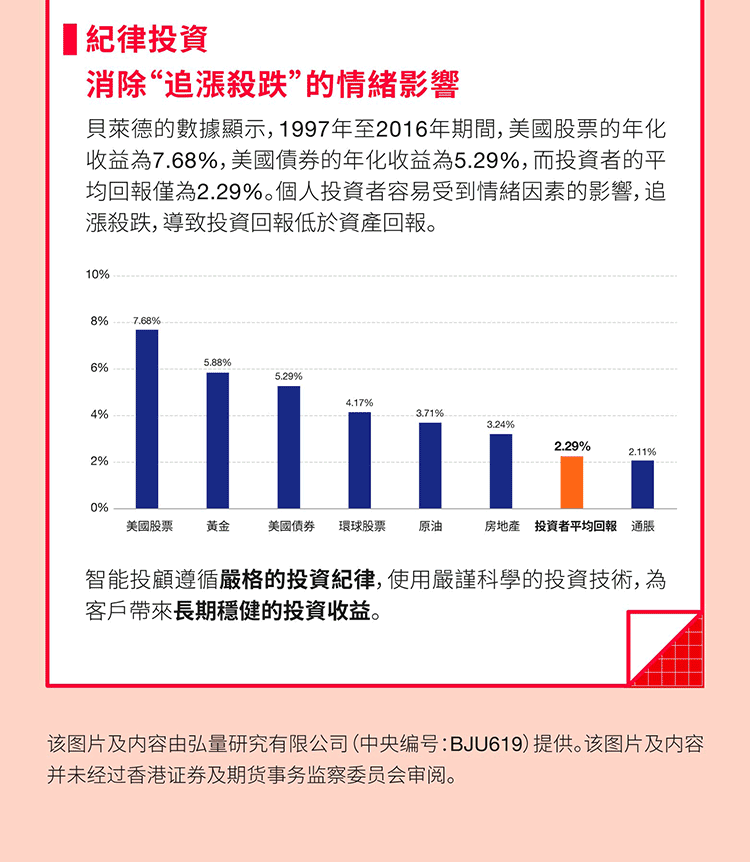 紀律投資
消除“追漲殺跌”的情緒影響
貝萊德的數據顯示，1997年至2016年期間，美國股票的年化
收益為7.68%，美國債券的年化收益為5.29%，而投資者的平
均回報僅為2.29%。個人投資者容易受到情緒因素的影響，追
漲殺跌，導致投資回報低於資產回報。
10%
8%
6%
4%
2%
0%
7.68%
5.88%
5.29%
4.17%
3.71%
3.24%
2.29%
2.11%
美國股票 黃金 美國債券 環球股票 原油 房地產 投資者平均回報 通脹
智能投顧遵循嚴格的投資紀律，使用嚴謹科學的投資技術，為
客戶帶來長期穩健的投資收益。
该图片及内容由弘量研究有限公司（中央编号：BJU619）提供。该图片及内容
并未经过香港证券及期货事务监察委员会审阅。